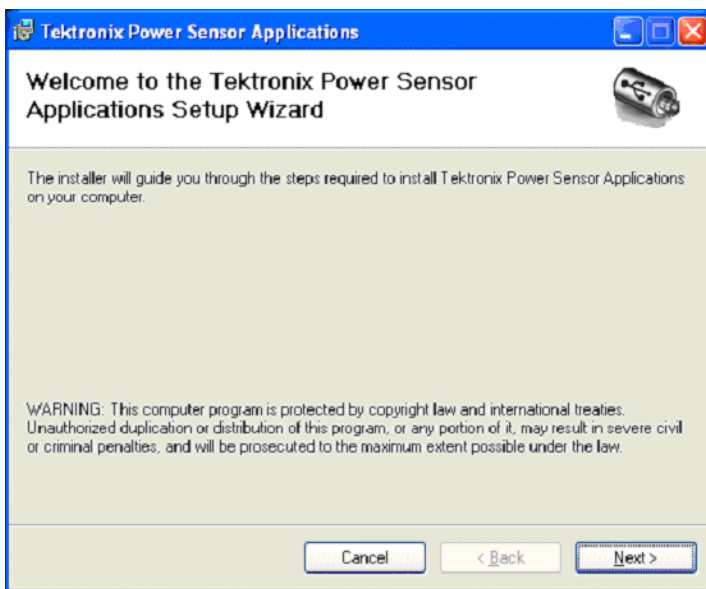 Tektronix Power Sensor Applications
Welcome to the Tektronix Power Sensor
Applications Setup Wizard
The installer will guide you through the steps required to install Tektronix Power Sensor Applications
on your computer.
WARNING: This computer program is protected by copyright law and international treaties.
Unauthorized duplication or distribution of this program, or any portion of it, may result in severe civil
or criminal penalties, and will be prosecuted to the maximum extent possible under the law.
Cancel
< Back
Next >